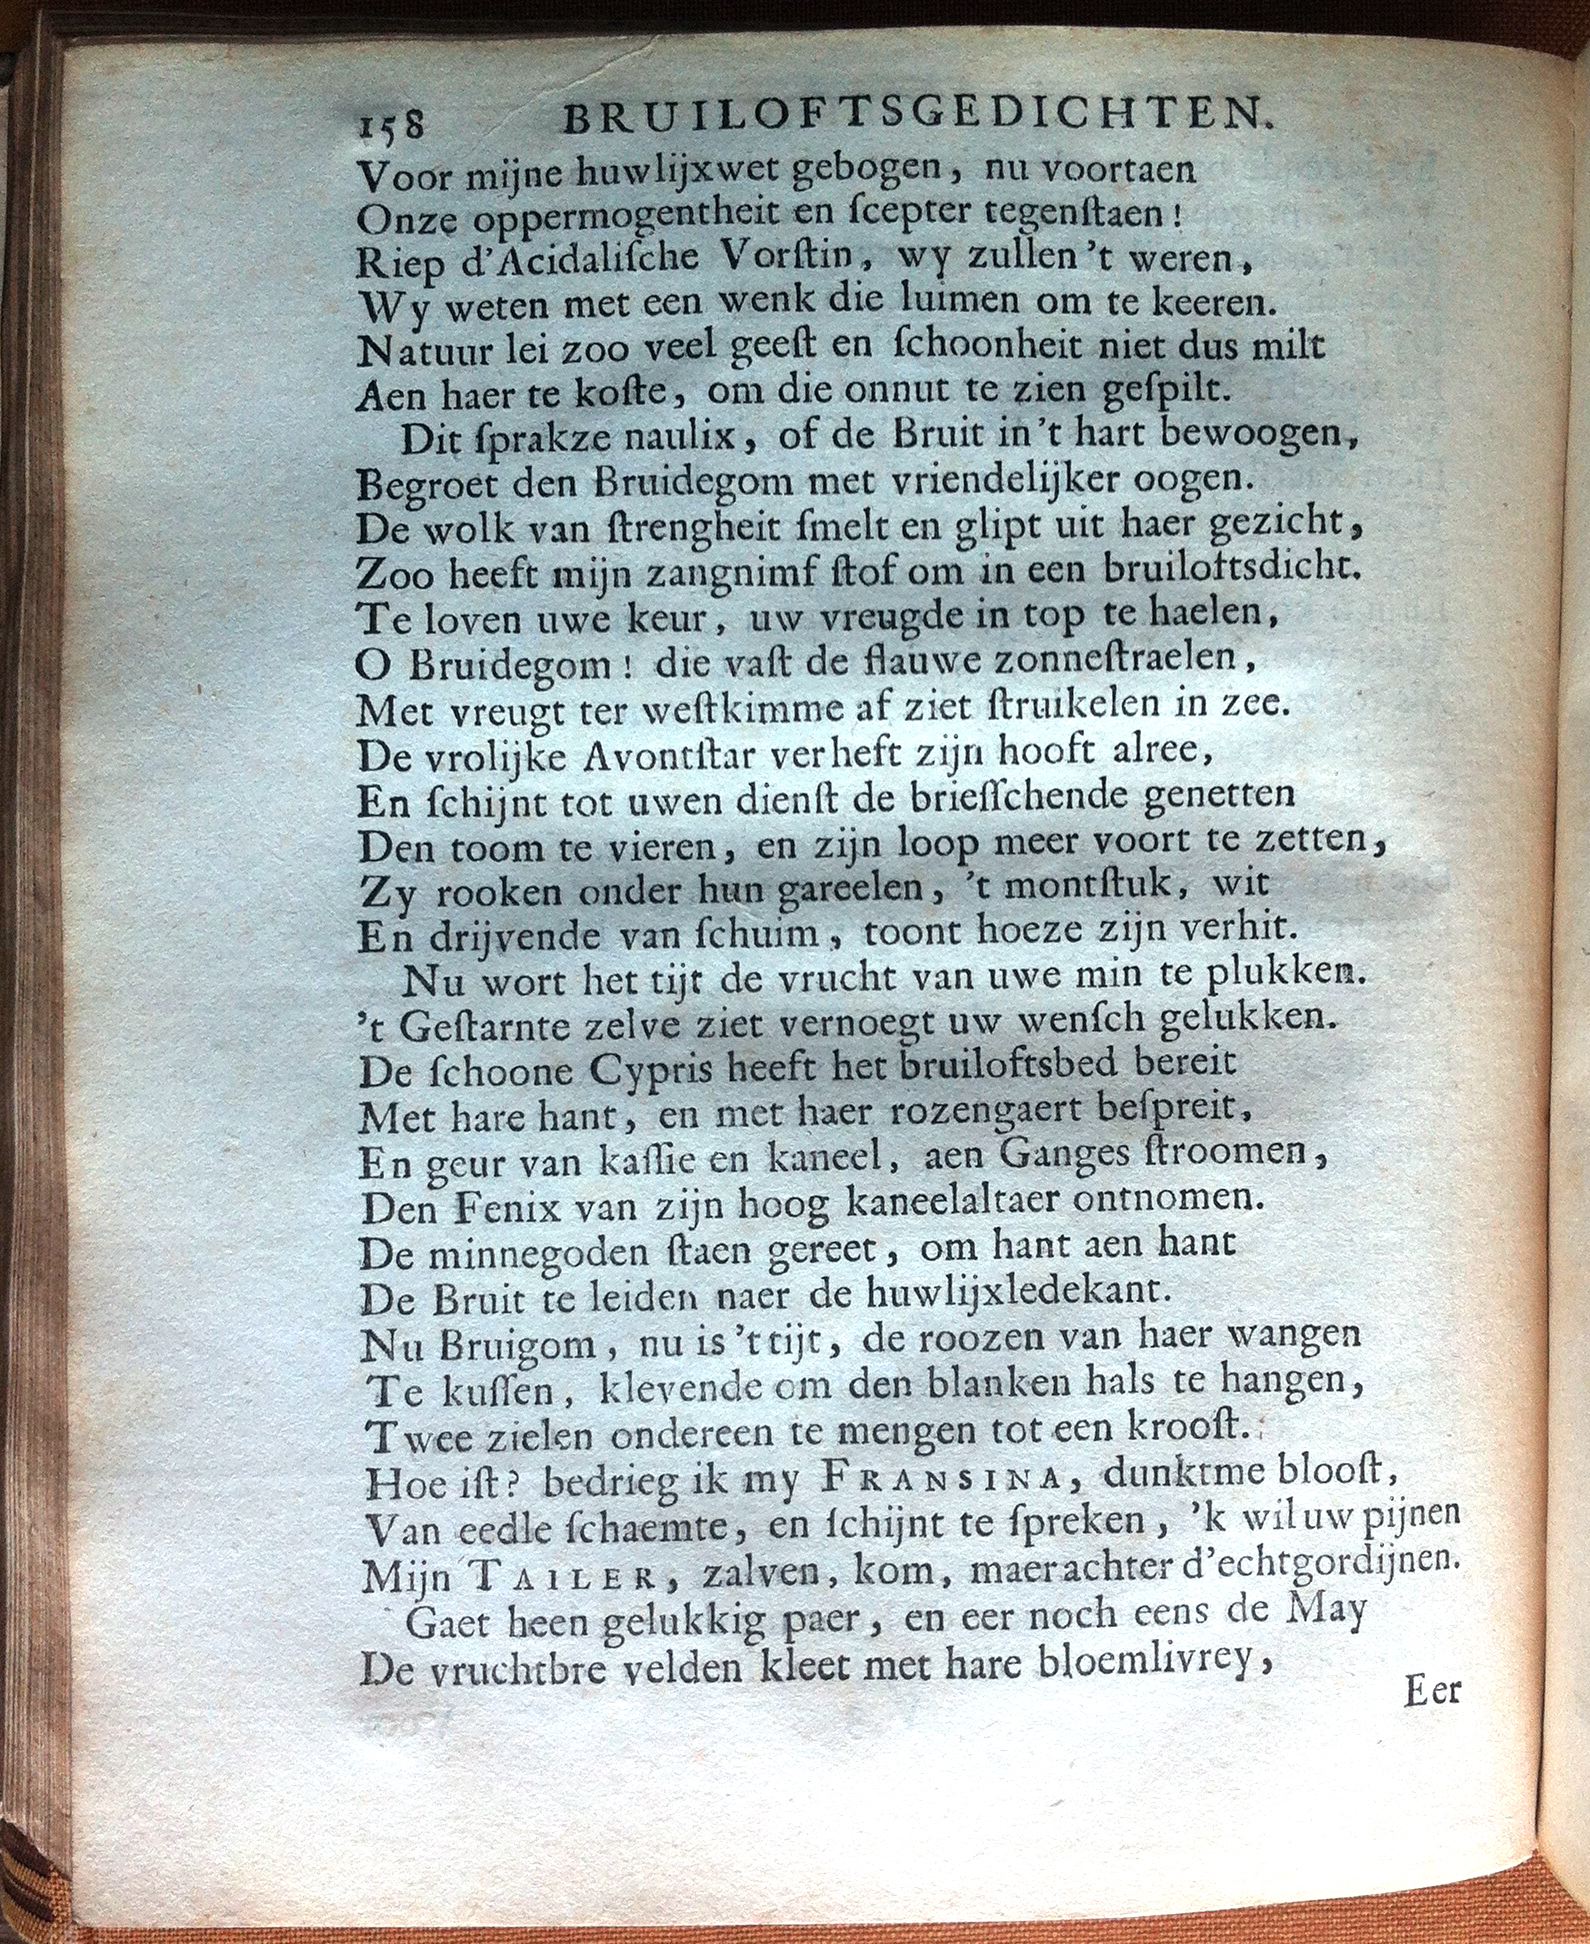 158 BRUILOFTSGEDICHTEN.
Voor mijne huwlijxwet gebogen, nu voortaen
Onze oppermogentheit en ſcepter tegenſtaen!
Riep d'Acidaliſche Vorſtin, wy zullen 't weren,
Wy weten met een wenk die luimen om te keeren.
Natuur lei zoo veel geeſt en ſchoonheit niet dus milt
Aen haer te koſte, om die onnut te zien geſpilt.
Dit ſprakze naulix, of de Bruit in 't hart bewoogen,
Begroet den Bruidegom met vriendelijker oogen.
De wolk van ſtrengheit ſmelt en glipt uit haer gezicht,
Zoo heeft mijn zangnimf ſtof om in een bruiloftsdicht.
Te loven uwe keur, uw vreugde in top te haelen,
O Bruidegom! die vaſt de flauwe zonneſtraelen,
Met vreugt ter weſtkimme af ziet ſtruikelen in zee.
De vrolijke Avontſtar verheft zijn hooft alree,
En ſchijnt tot uwen dienſt de brieſſchende genetten
Den toom te vieren, en zijn loop meer voort te zetten,
Zy rooken onder hun gareelen, 't montſtuk, wit
En drijvende van ſchuim, toont hoeze zijn verhit.
Nu wort het tijt de vrucht van uwe min te plukken.
't Geſtarnte zelve ziet vernoegt uw wenſch gelukken.
De ſchoone Cypris heeft het bruiloftsbed bereit
Met hare hant, en met haer rozengaert beſpreit,
En geur van kaſſie en kaneel, aen Ganges ſtroomen,
Den Fenix van zijn hoog kaneelaltaer ontnomen.
De minnegoden ſtaen gereet, om hant aen hant
De Bruit te leiden naer de huwlijxledekant.
Nu Bruigom, nu is 't tijt, de roozen van haer wangen
Te kuſſen, klevende om den blanken hals te hangen,
Twee zielen ondereen te mengen tot een krooſt.
Hoe iſt? bedrieg ik my FRANSINA, dunktme blooſt,
Van eedle ſchaemte, en ſchijnt te ſpreken, 'k wil uw pijnen
Mijn TAILER, zalven, kom, maer achter d'echtgordijnen.
Gaet heen gelukkig paer, en eer noch eens de May
De vruchtbre velden kleet met hare bloemlivrey,
Eer